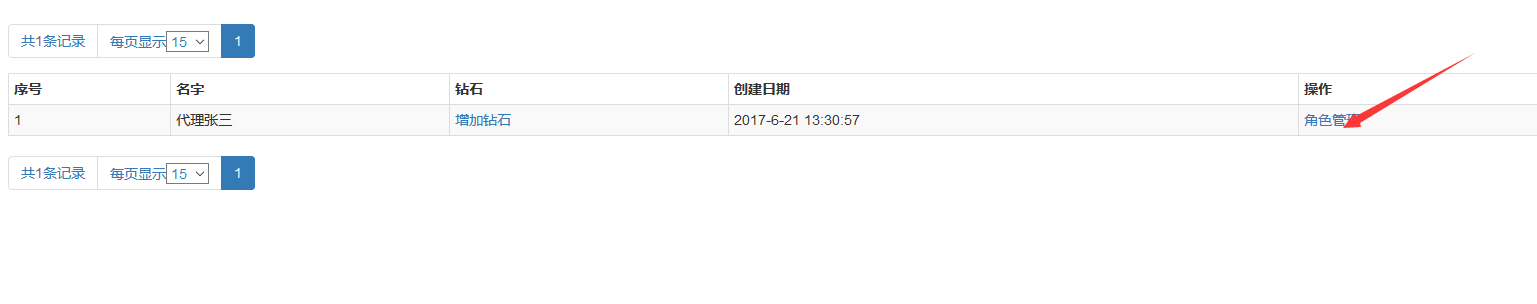 共1条记录 每页显示 15 1
序号 名字 钻石 创建日期 操作
1 代理张三 增加钻石 2017-6-21 13:30:57 角色管理
共1条记录 每页显示 15 1